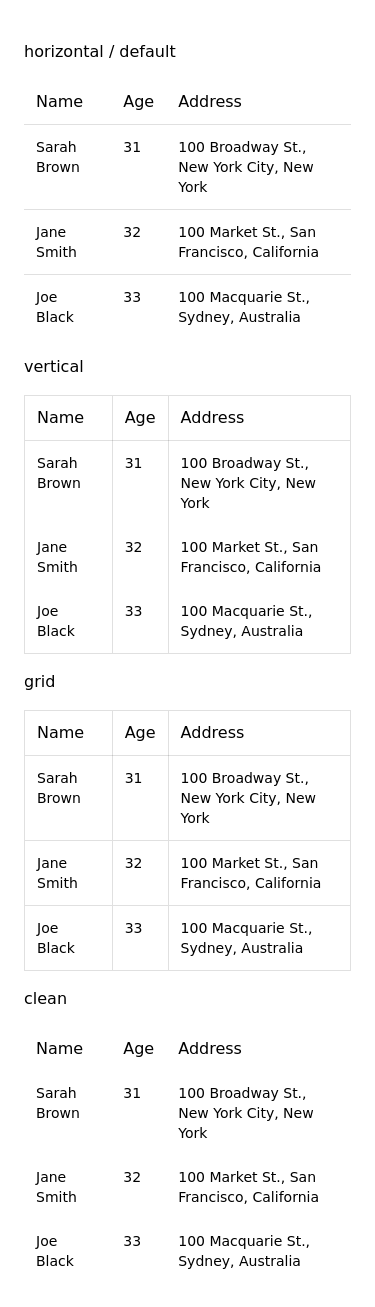 horizontal / default
Name Age Address
Sarah Brown 31 100 Broadway St., New York City, New York
Jane Smith 32 100 Market St., San Francisco, California
Joe Black 33 100 Macquarie St., Sydney, Australia
vertical
Name Age Address
Sarah Brown 31 100 Broadway St., New York City, New York
Jane Smith 32 100 Market St., San Francisco, California
Joe Black 33 100 Macquarie St., Sydney, Australia
grid
Name Age Address
Sarah Brown 31 100 Broadway St., New York City, New York
Jane Smith 32 100 Market St., San Francisco, California
Joe Black 33 100 Macquarie St., Sydney, Australia
clean
Name Age Address
Sarah Brown 31 100 Broadway St., New York City, New York
Jane Smith 32 100 Market St., San Francisco, California
Joe Black 33 100 Macquarie St., Sydney, Australia